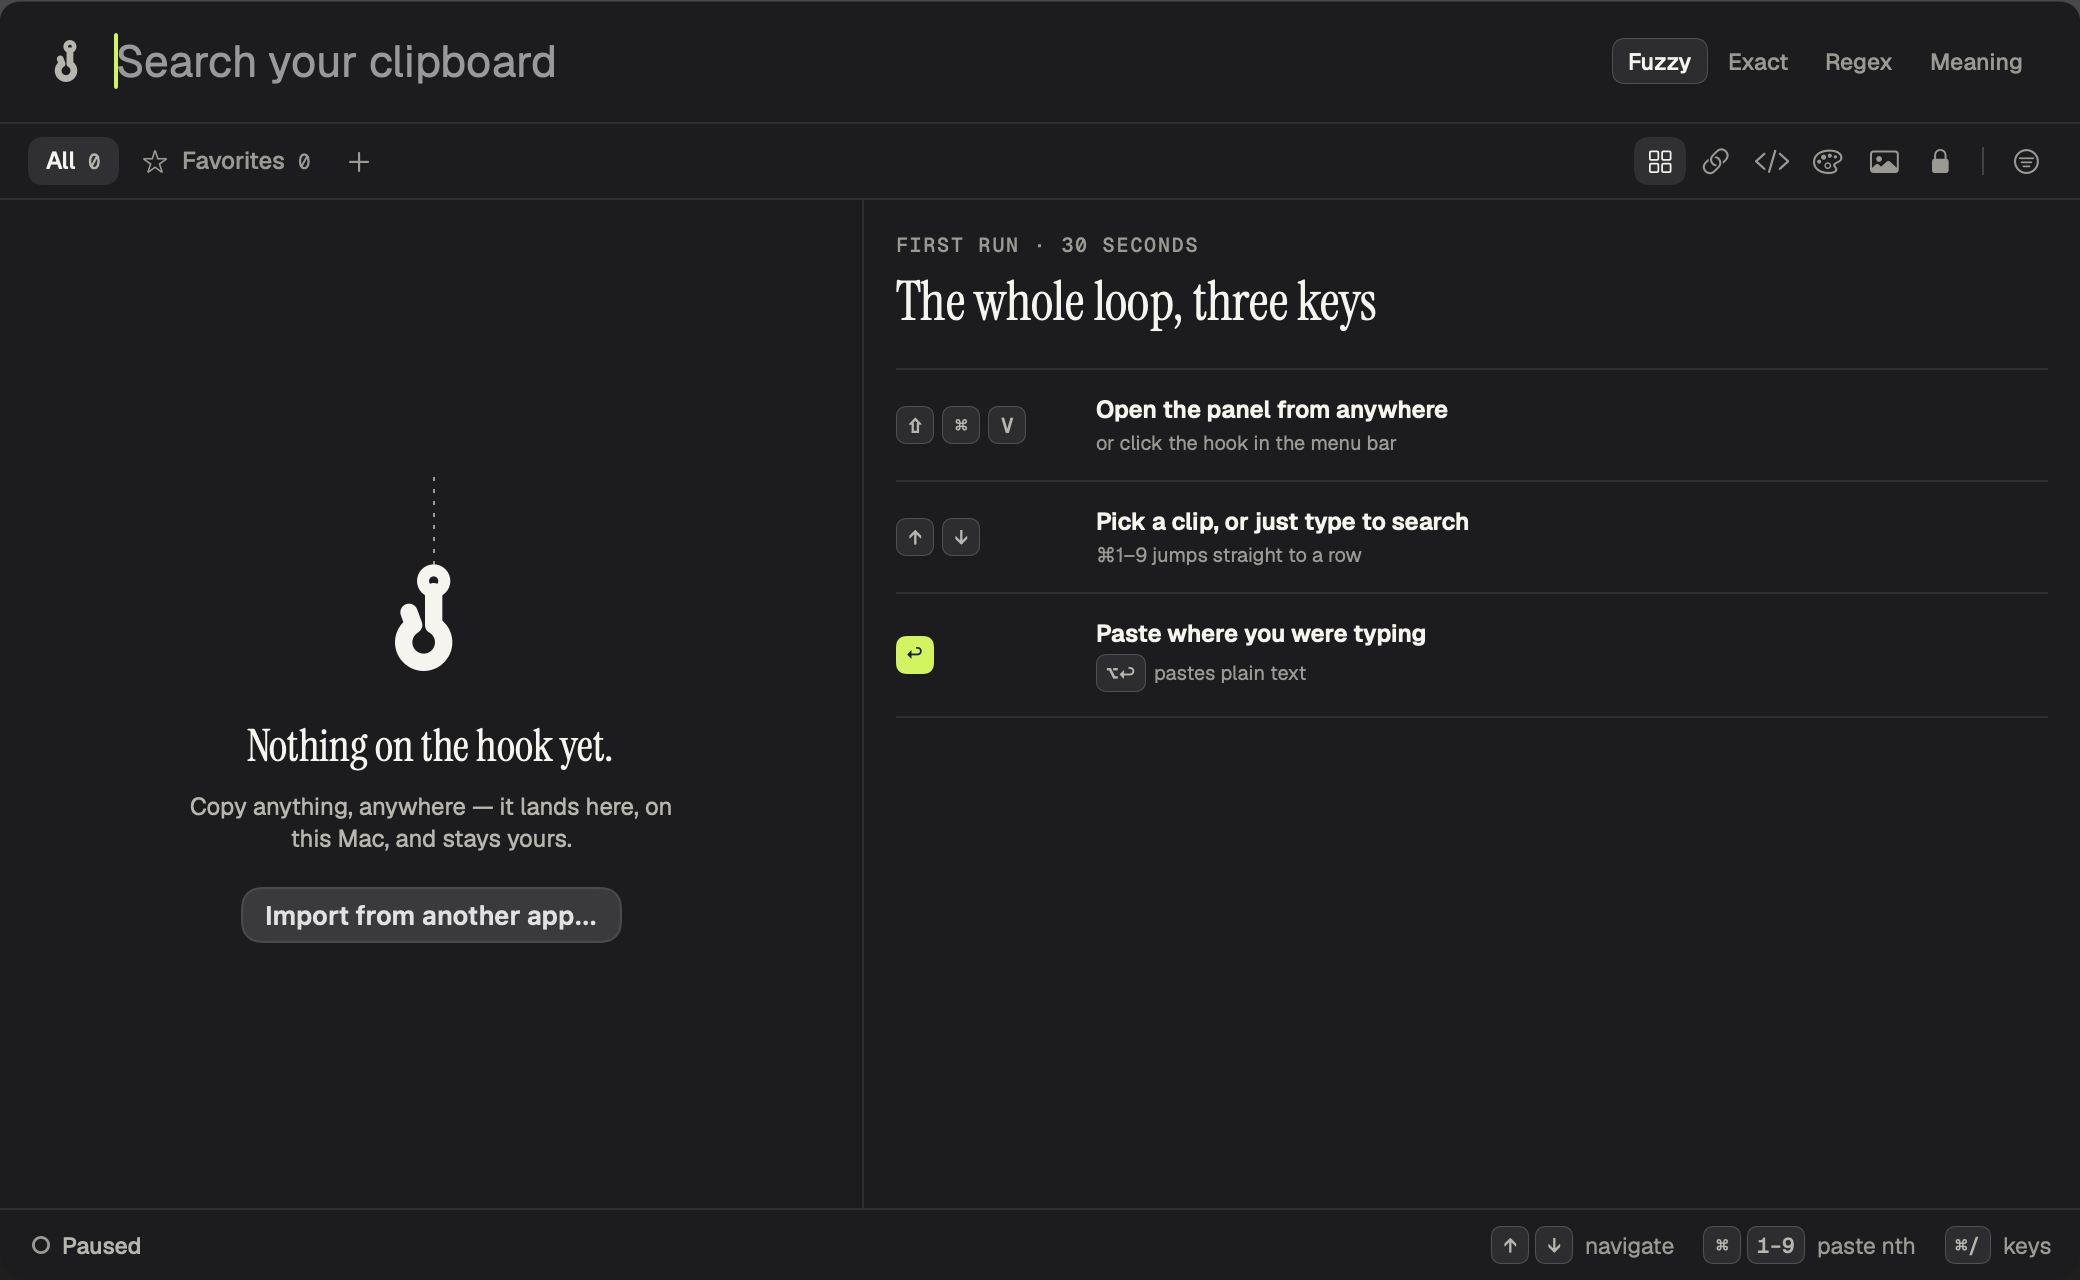 Search your clipboard
Fuzzy Exact Regex Meaning
All 0 Favorites 0 +
FIRST RUN · 30 SECONDS
The whole loop, three keys
⇧ ⌘ V
Open the panel from anywhere
or click the hook in the menu bar
↑ ↓
Pick a clip, or just type to search
⌘1–9 jumps straight to a row
↩
Paste where you were typing
⌥↩ pastes plain text
Nothing on the hook yet.
Copy anything, anywhere — it lands here, on
this Mac, and stays yours.
Import from another app...
Paused
↑ ↓ navigate ⌘ 1–9 paste nth ⌘/ keys